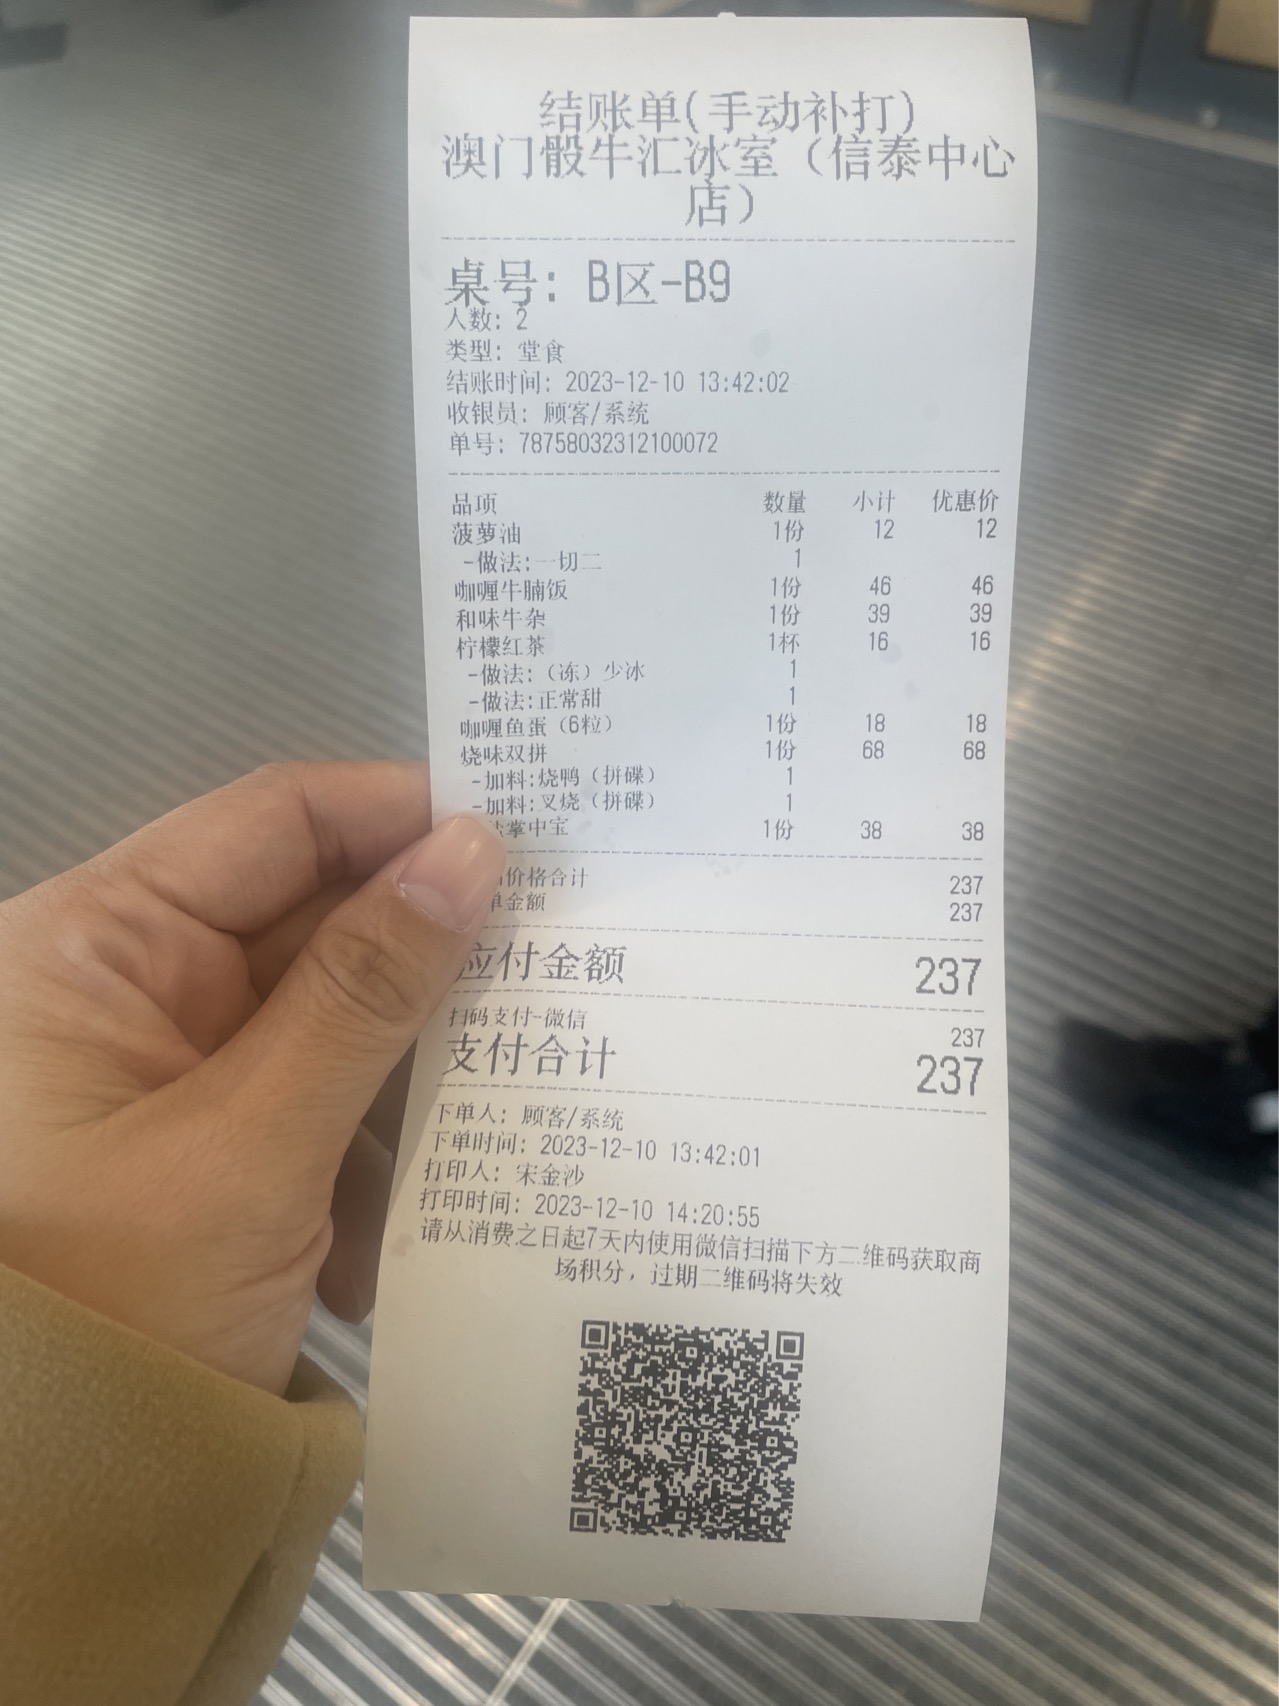 结账单(手动补打)
澳门骰牛汇冰室（信泰中心
店）
桌号: B区-B9
人数: 2
类型: 堂食
结账时间: 2023-12-10 13:42:02
收银员: 顾客/系统
单号: 78758032312100072
品项 数量 小计 优惠价
菠萝油 1份 12 12
-做法:一切二 1
咖喱牛腩饭 1份 46 46
和味牛杂 1份 39 39
柠檬红茶 1杯 16 16
-做法:（冻）少冰 1
-做法:正常甜 1
咖喱鱼蛋（6粒） 1份 18 18
烧味双拼 1份 68 68
-加料:烧鸭（拼碟） 1
-加料:叉烧（拼碟） 1
掌中宝 1份 38 38
价格合计 237
单金额 237
应付金额 237
扫码支付-微信 237
支付合计 237
下单人: 顾客/系统
下单时间: 2023-12-10 13:42:01
打印人: 宋金沙
打印时间: 2023-12-10 14:20:55
请从消费之日起7天内使用微信扫描下方二维码获取商
场积分，过期二维码将失效